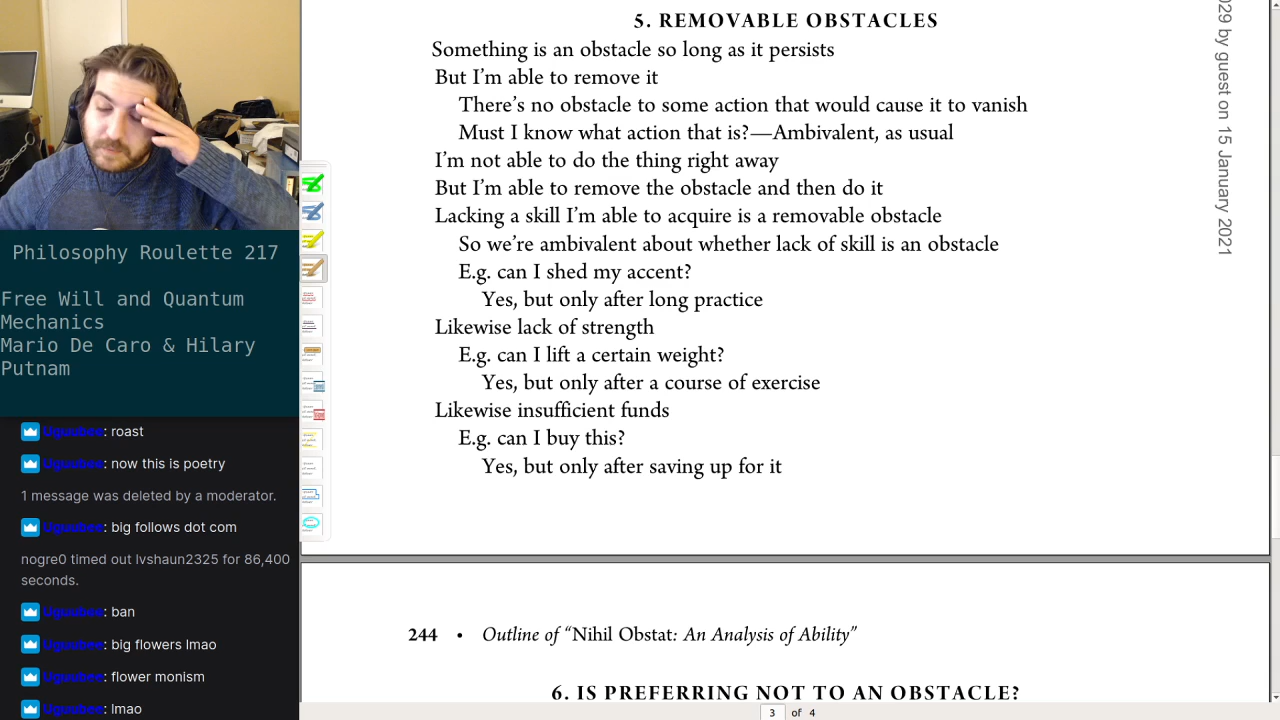 5. REMOVABLE OBSTACLES
Something is an obstacle so long as it persists
But I'm able to remove it
There's no obstacle to some action that would cause it to vanish
Must I know what action that is?—Ambivalent, as usual
I'm not able to do the thing right away
But I'm able to remove the obstacle and then do it
Lacking a skill I'm able to acquire is a removable obstacle
So we're ambivalent about whether lack of skill is an obstacle
E.g. can I shed my accent?
Yes, but only after long practice
Likewise lack of strength
E.g. can I lift a certain weight?
Yes, but only after a course of exercise
Likewise insufficient funds
E.g. can I buy this?
Yes, but only after saving up for it
244 • Outline of “Nihil Obstat: An Analysis of Ability”
6. IS PREFERRING NOT TO AN OBSTACLE?
029 by guest on 15 January 2021
Philosophy Roulette 217
Free Will and Quantum
Mechanics
Mario De Caro & Hilary
Putnam
: roast
: now this is poetry
1 message was deleted by a moderator.
: big follows dot com
nogre0 timed out lvshaun2325 for 86,400
seconds.
: ban
: big flowers lmao
: flower monism
: lmao
3 of 4